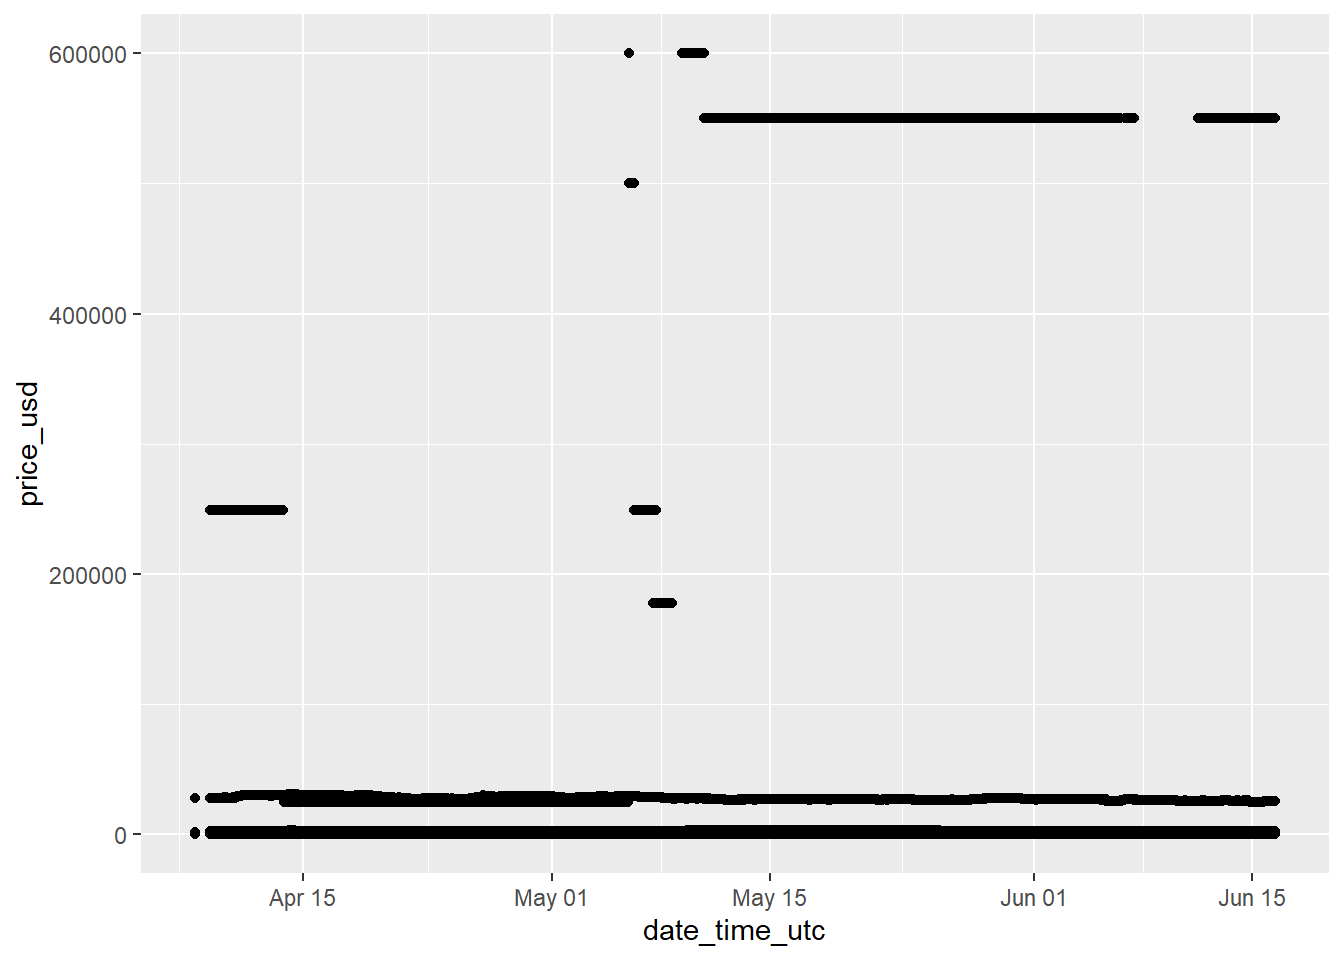 600000
400000
200000
0
price_usd
Apr 15
May 01
May 15
Jun 01
Jun 15
date_time_utc